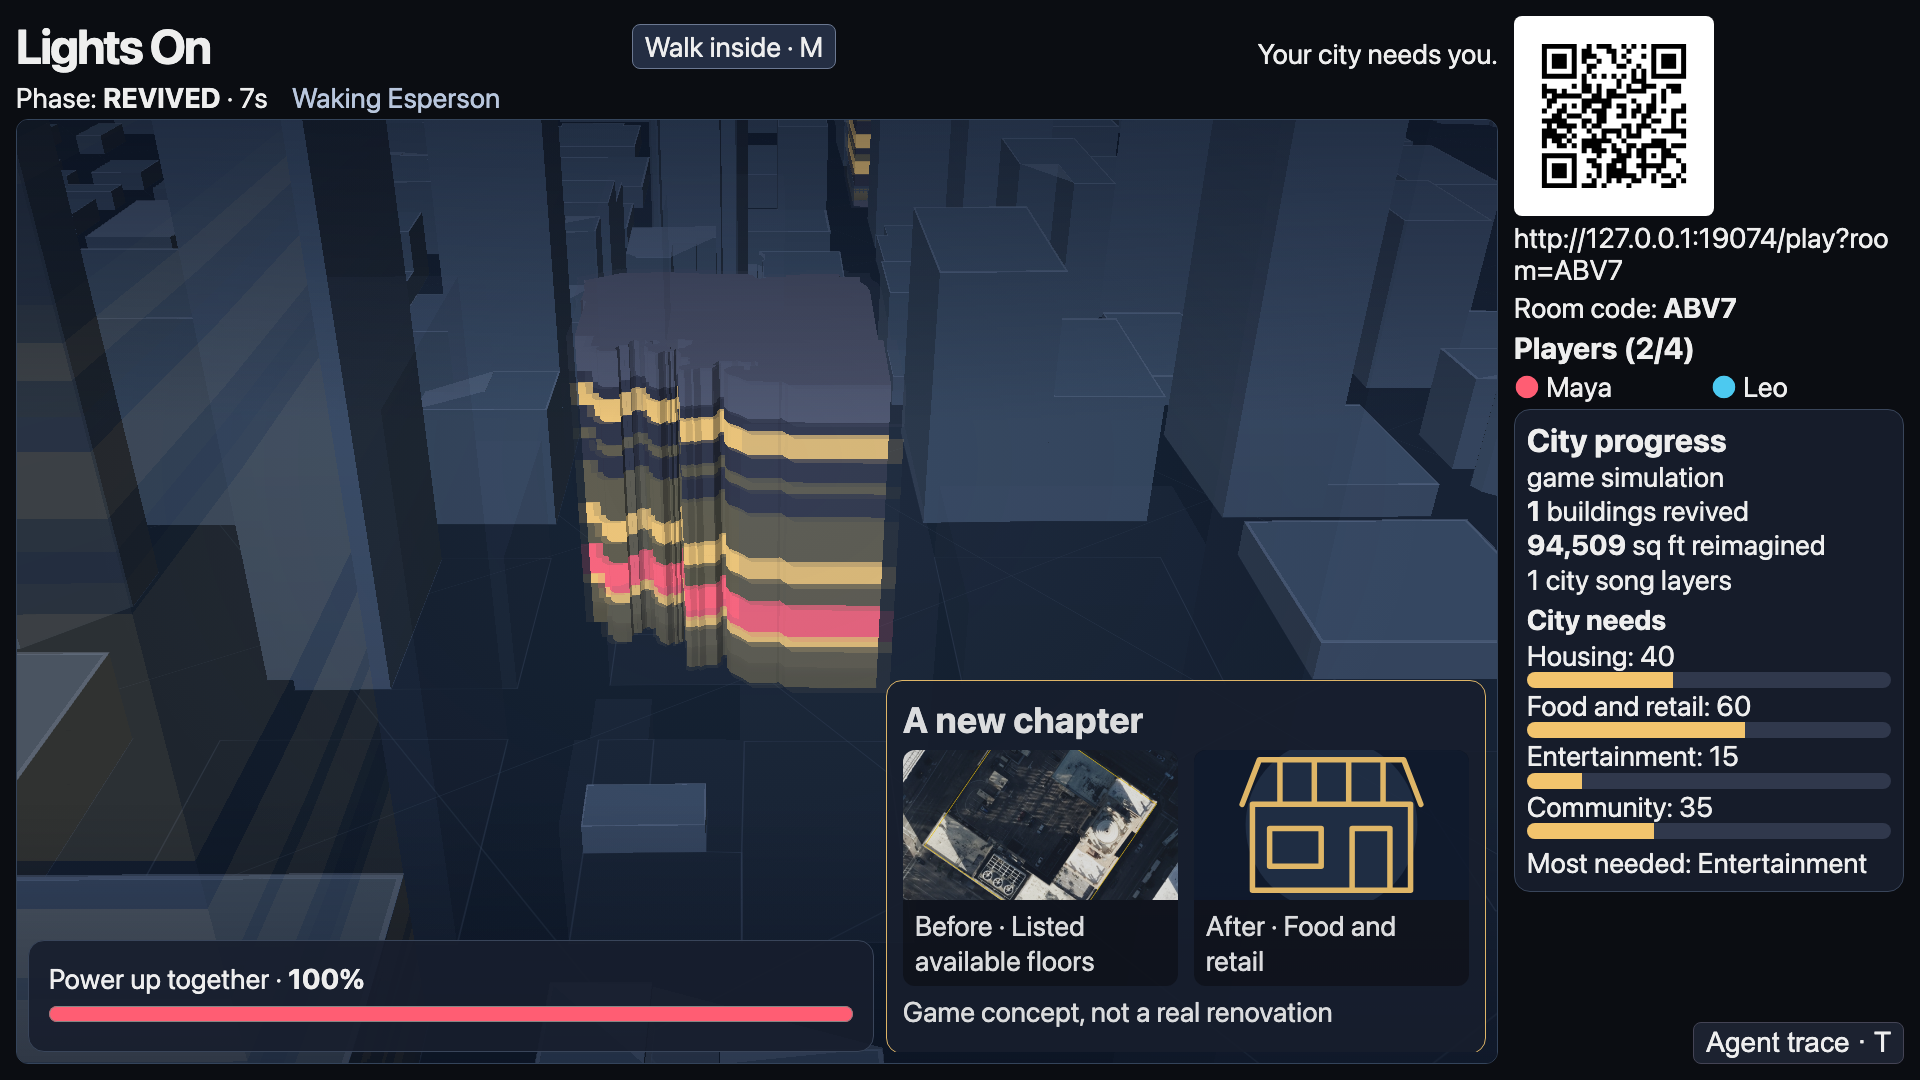 Lights On
Walk inside · M
Your city needs you.
Phase: REVIVED · 7s
Waking Esperson
http://127.0.0.1:19074/play?roo
m=ABV7
Room code: ABV7
Players (2/4)
Maya
Leo
City progress
game simulation
1 buildings revived
94,509 sq ft reimagined
1 city song layers
City needs
Housing: 40
Food and retail: 60
Entertainment: 15
Community: 35
Most needed: Entertainment
Power up together · 100%
A new chapter
Before · Listed
available floors
After · Food and
retail
Game concept, not a real renovation
Agent trace · T